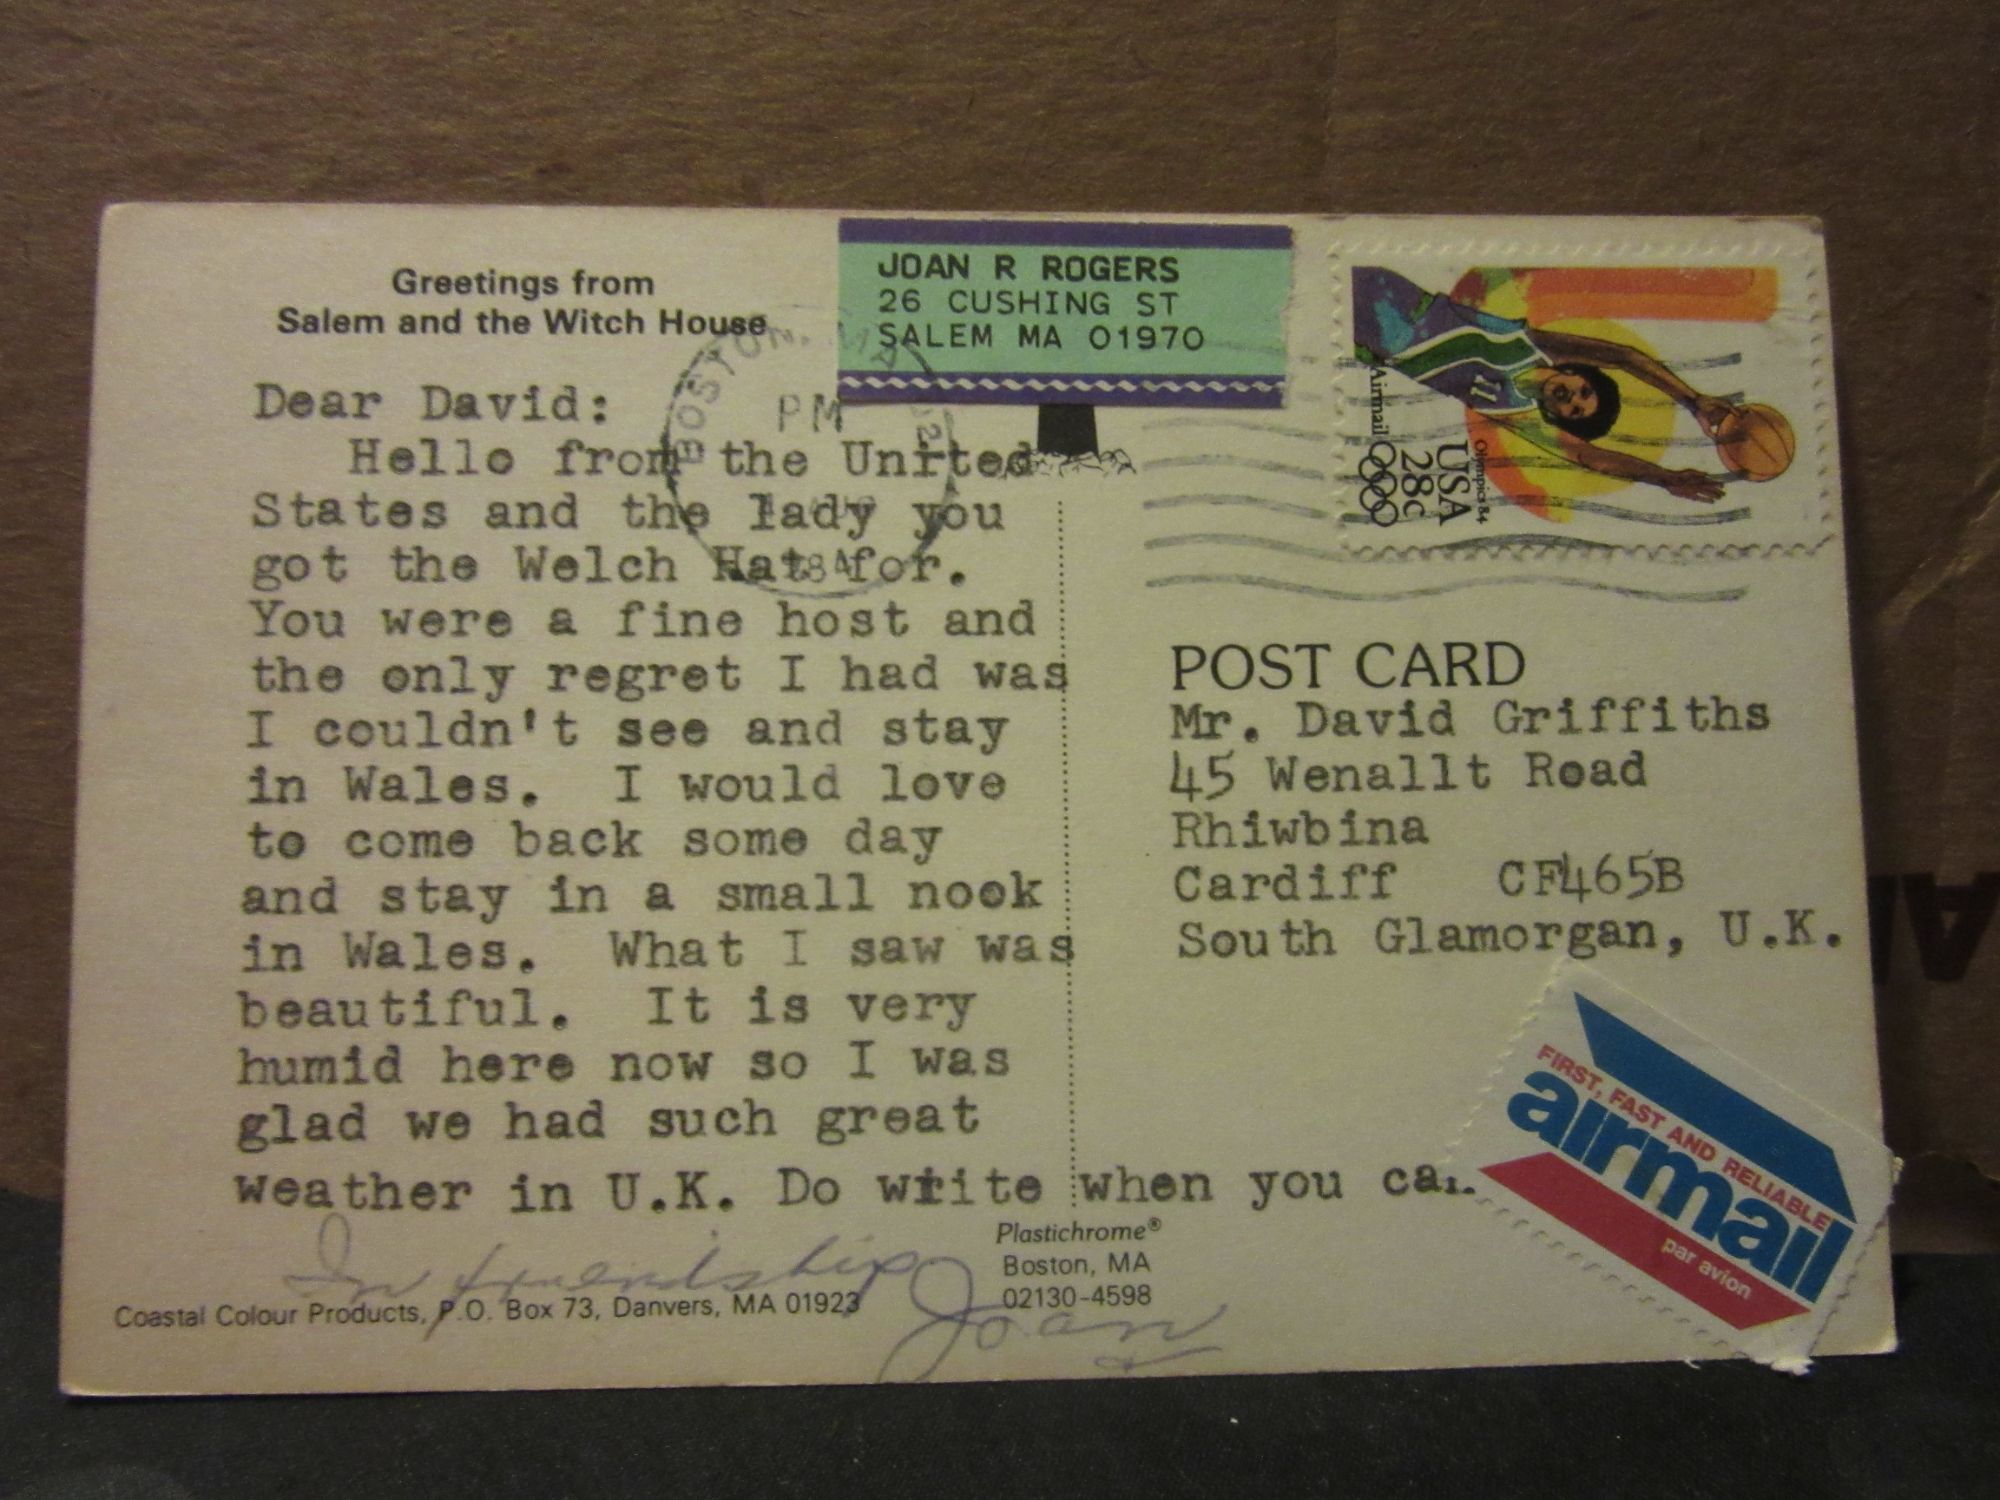 Greetings from
Salem and the Witch House
JOAN R ROGERS
26 CUSHING ST
SALEM MA 01970
BOSTON, MA
PM
1984
Airmail
Olympics 84
USA
28c
11
Dear David:
Hello from the United
States and the lady you
got the Welch Hat for.
You were a fine host and
the only regret I had was
I couldn't see and stay
in Wales. I would love
to come back some day
and stay in a small nook
in Wales. What I saw was
beautiful. It is very
humid here now so I was
glad we had such great
weather in U.K. Do write when you can.
In friendship
Joan
POST CARD
Mr. David Griffiths
45 Wenallt Road
Rhiwbina
Cardiff CF465B
South Glamorgan, U.K.
FIRST, FAST AND RELIABLE
airmail
par avion
Plastichrome®
Boston, MA
02130-4598
Coastal Colour Products, P.O. Box 73, Danvers, MA 01923